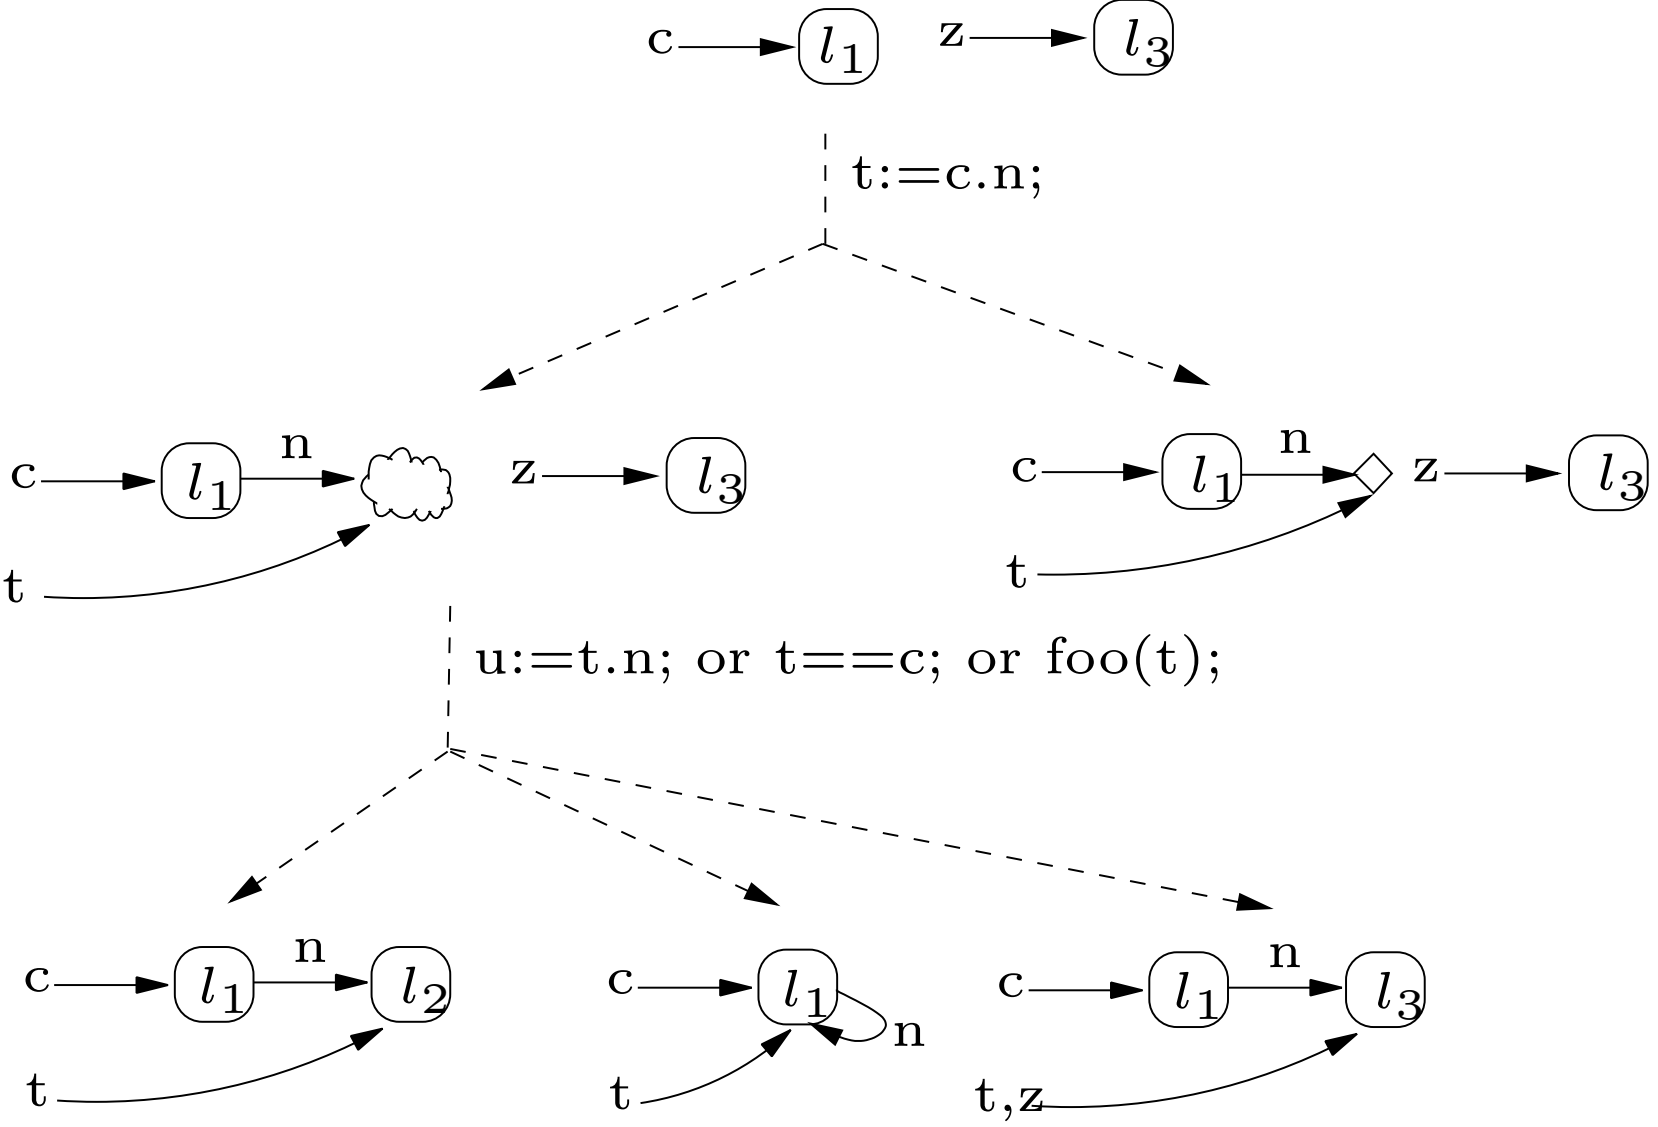 c l1 z l3
t:=c.n;
c l1 n z l3 c l1 n z l3
t t
u:=t.n; or t==c; or foo(t);
c l1 n l2 c l1 n c l1 n l3
t t t,z